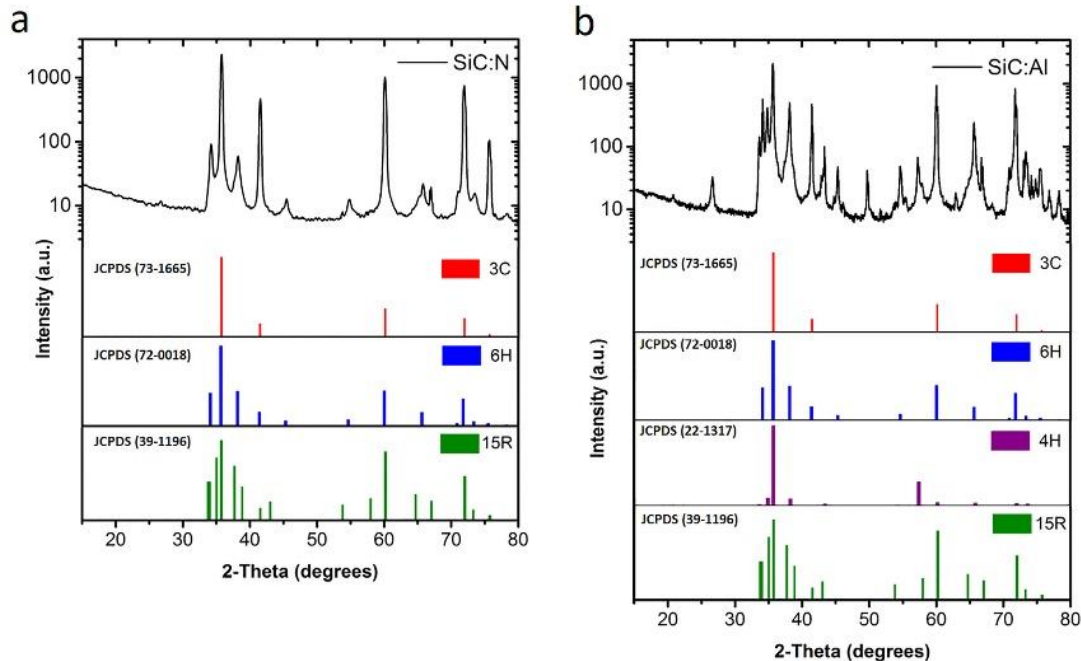 a
SiC:N
1000
100
10
JCPDS (73-1665)
3C
JCPDS (72-0018)
6H
JCPDS (39-1196)
15R
Intensity (a.u.)
20 30 40 50 60 70 80
2-Theta (degrees)
b
SiC:Al
1000
100
10
JCPDS (73-1665)
3C
JCPDS (72-0018)
6H
JCPDS (22-1317)
4H
JCPDS (39-1196)
15R
Intensity (a.u.)
20 30 40 50 60 70 80
2-Theta (degrees)